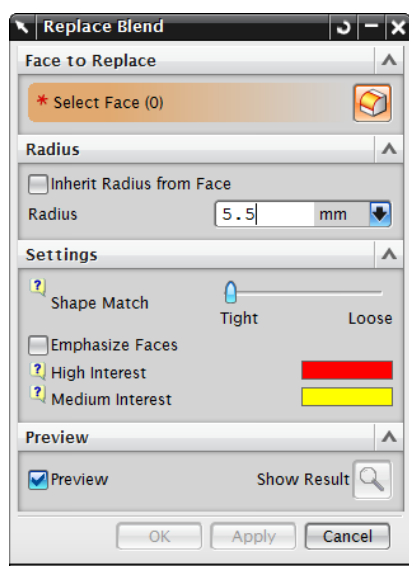 Replace Blend
Face to Replace
* Select Face (0)
Radius
Inherit Radius from Face
Radius 5.5 mm
Settings
? Shape Match
Tight Loose
Emphasize Faces
? High Interest
? Medium Interest
Preview
Preview Show Result
OK Apply Cancel